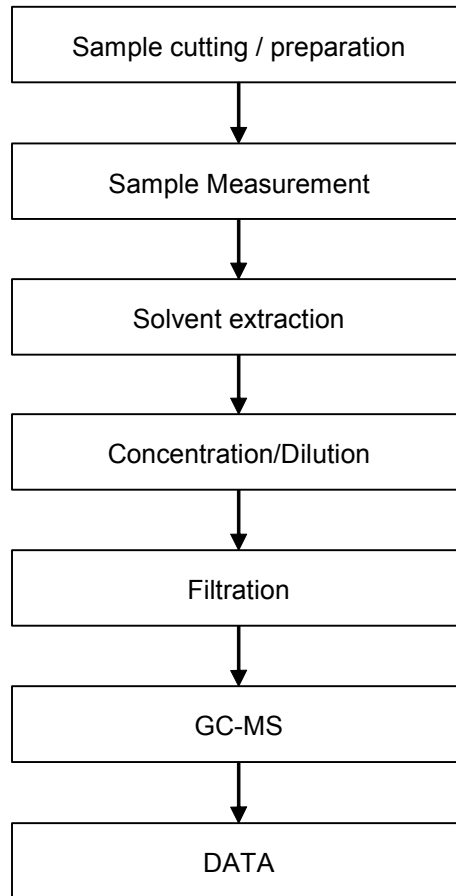 Sample cutting / preparation
Sample Measurement
Solvent extraction
Concentration/Dilution
Filtration
GC-MS
DATA